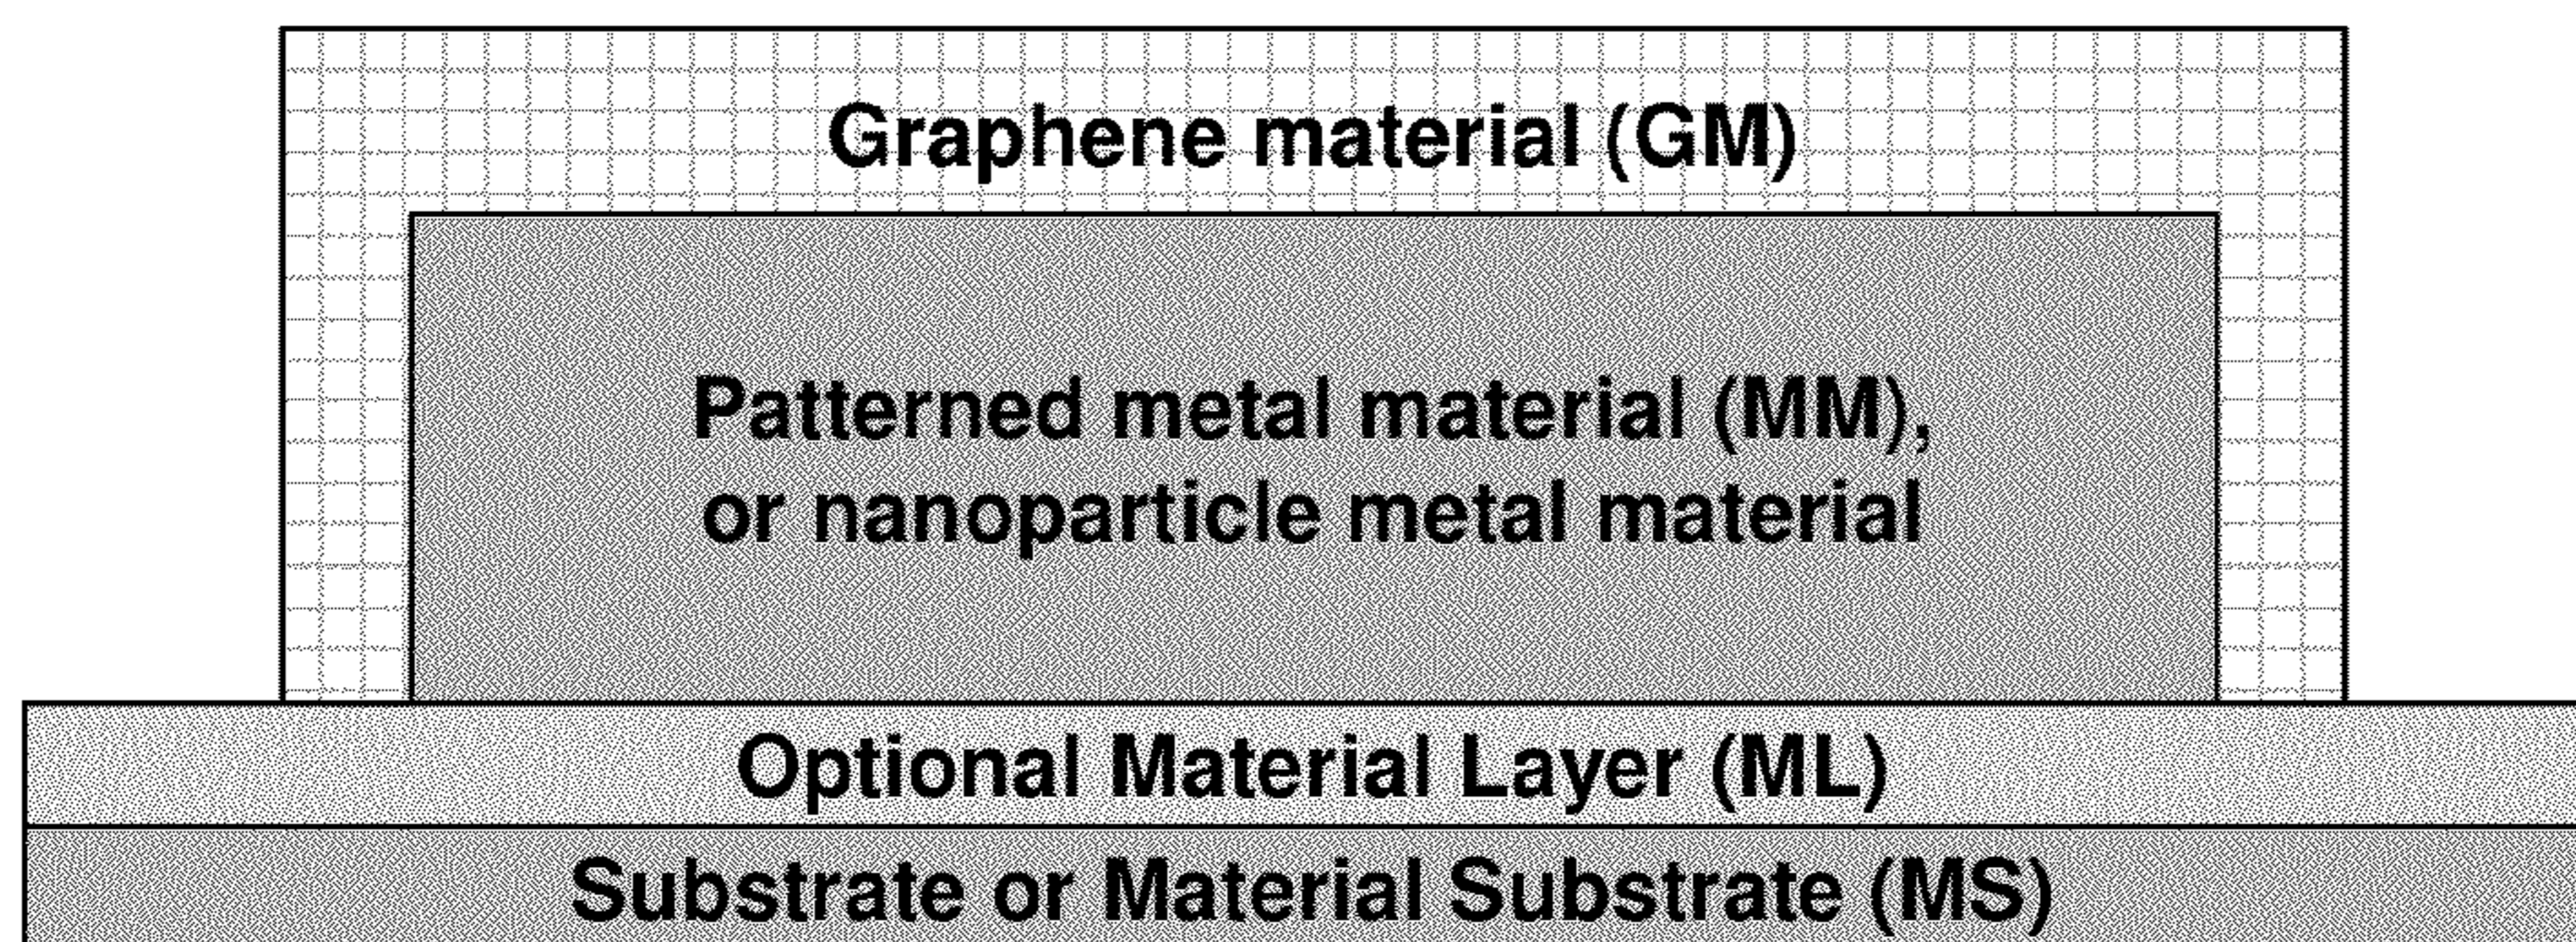 Graphene material (GM)
Patterned metal material (MM),
or nanoparticle metal material
Optional Material Layer (ML)
Substrate or Material Substrate (MS)